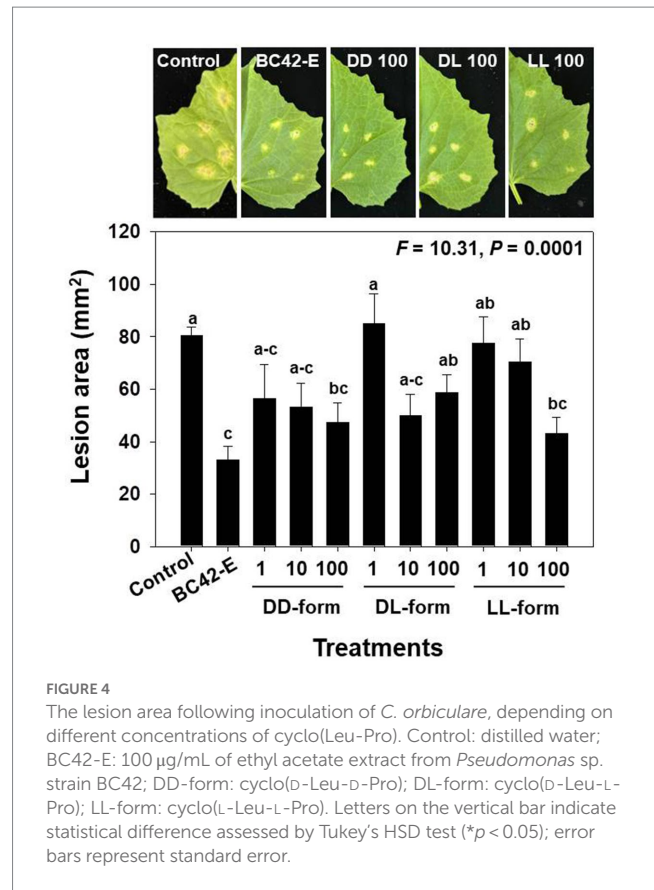 Control BC42-E DD 100 DL 100 LL 100
F = 10.31, P = 0.0001
Lesion area (mm²)
120
100
80
60
40
20
0
a c a-c a-c bc a a-c ab ab ab bc
Control BC42-E 1 10 100 1 10 100 1 10 100
DD-form DL-form LL-form
Treatments
FIGURE 4
The lesion area following inoculation of C. orbiculare, depending on
different concentrations of cyclo(Leu-Pro). Control: distilled water;
BC42-E: 100 μg/mL of ethyl acetate extract from Pseudomonas sp.
strain BC42; DD-form: cyclo(D-Leu-D-Pro); DL-form: cyclo(D-Leu-L-
Pro); LL-form: cyclo(L-Leu-L-Pro). Letters on the vertical bar indicate
statistical difference assessed by Tukey’s HSD test (*p < 0.05); error
bars represent standard error.